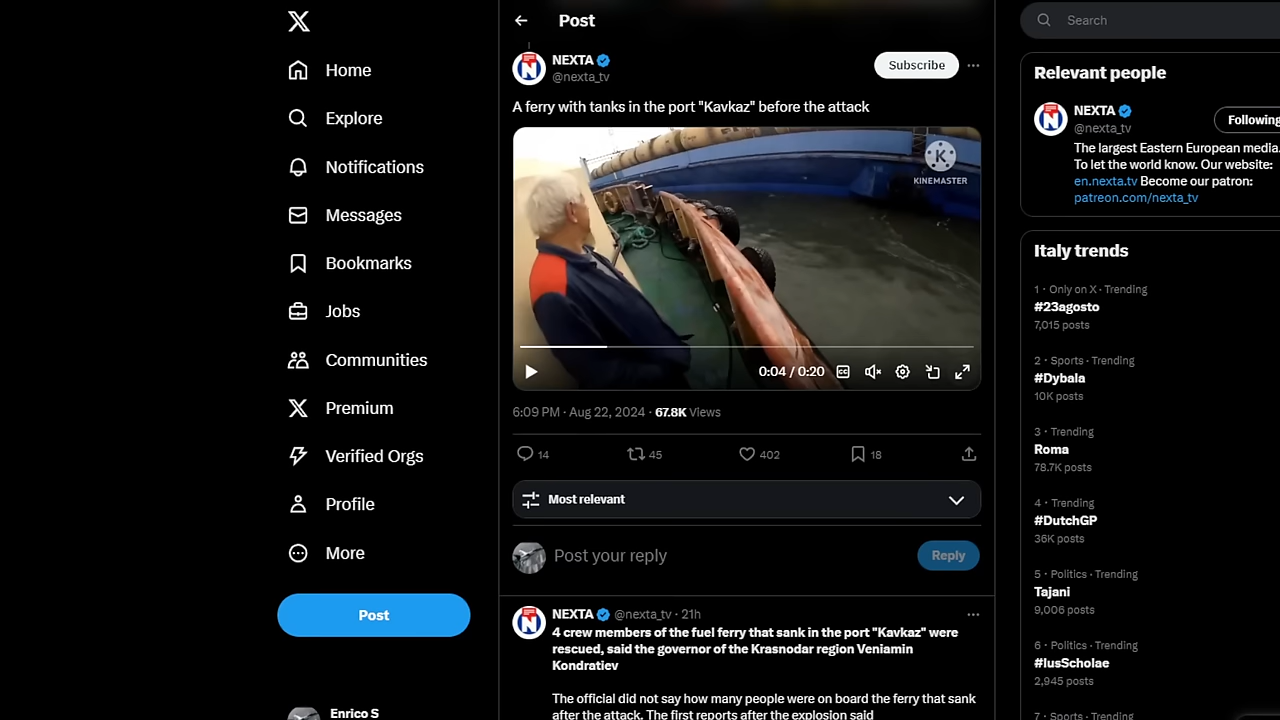 Home
Explore
Notifications
Messages
Bookmarks
Jobs
Communities
Premium
Verified Orgs
Profile
More
Post
Enrico S
Post
NEXTA
@nexta_tv
Subscribe
A ferry with tanks in the port "Kavkaz" before the attack
KINEMASTER
0:04 / 0:20
6:09 PM · Aug 22, 2024 · 67.8K Views
14
45
402
18
Most relevant
Post your reply
Reply
NEXTA @nexta_tv · 21h
4 crew members of the fuel ferry that sank in the port "Kavkaz" were
rescued, said the governor of the Krasnodar region Veniamin
Kondratiev
The official did not say how many people were on board the ferry that sank
after the attack. The first reports after the explosion said
Search
Relevant people
NEXTA
@nexta_tv
Following
The largest Eastern European media.
To let the world know. Our website:
en.nexta.tv Become our patron:
patreon.com/nexta_tv
Italy trends
1 · Only on X · Trending
#23agosto
7,015 posts
2 · Sports · Trending
#Dybala
10K posts
3 · Trending
Roma
78.7K posts
4 · Trending
#DutchGP
36K posts
5 · Politics · Trending
Tajani
9,006 posts
6 · Politics · Trending
#IusScholae
2,945 posts
7 · Sports · Trending